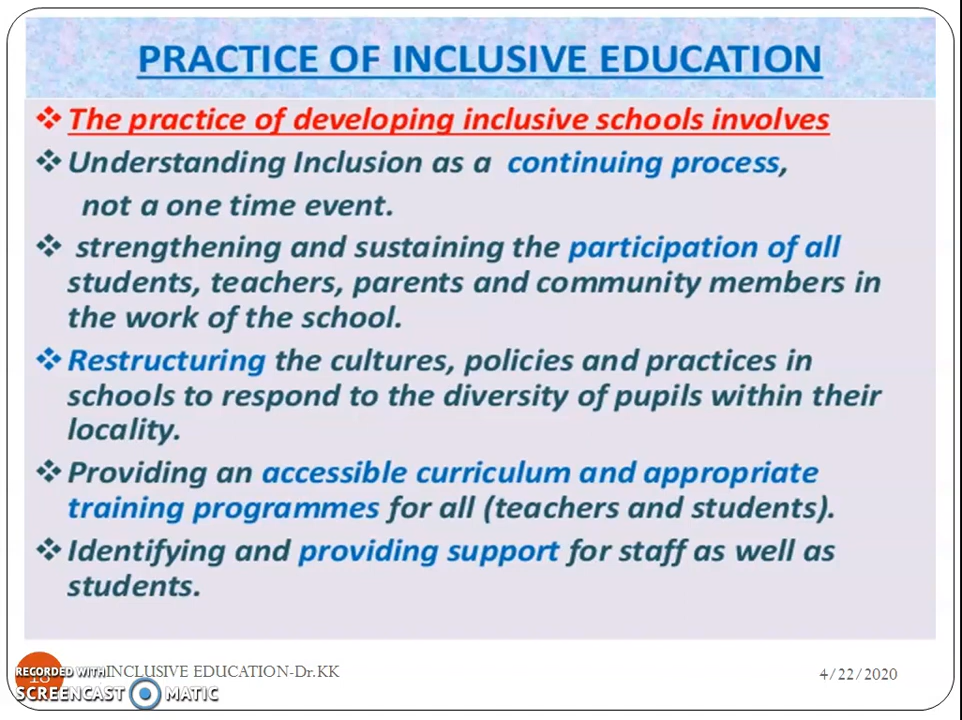 PRACTICE OF INCLUSIVE EDUCATION
❖ The practice of developing inclusive schools involves
❖ Understanding Inclusion as a continuing process,
not a one time event.
❖ strengthening and sustaining the participation of all
students, teachers, parents and community members in
the work of the school.
❖ Restructuring the cultures, policies and practices in
schools to respond to the diversity of pupils within their
locality.
❖ Providing an accessible curriculum and appropriate
training programmes for all (teachers and students).
❖ Identifying and providing support for staff as well as
students.
INCLUSIVE EDUCATION-Dr.KK
4/22/2020
RECORDED WITH
SCREENCAST MATIC